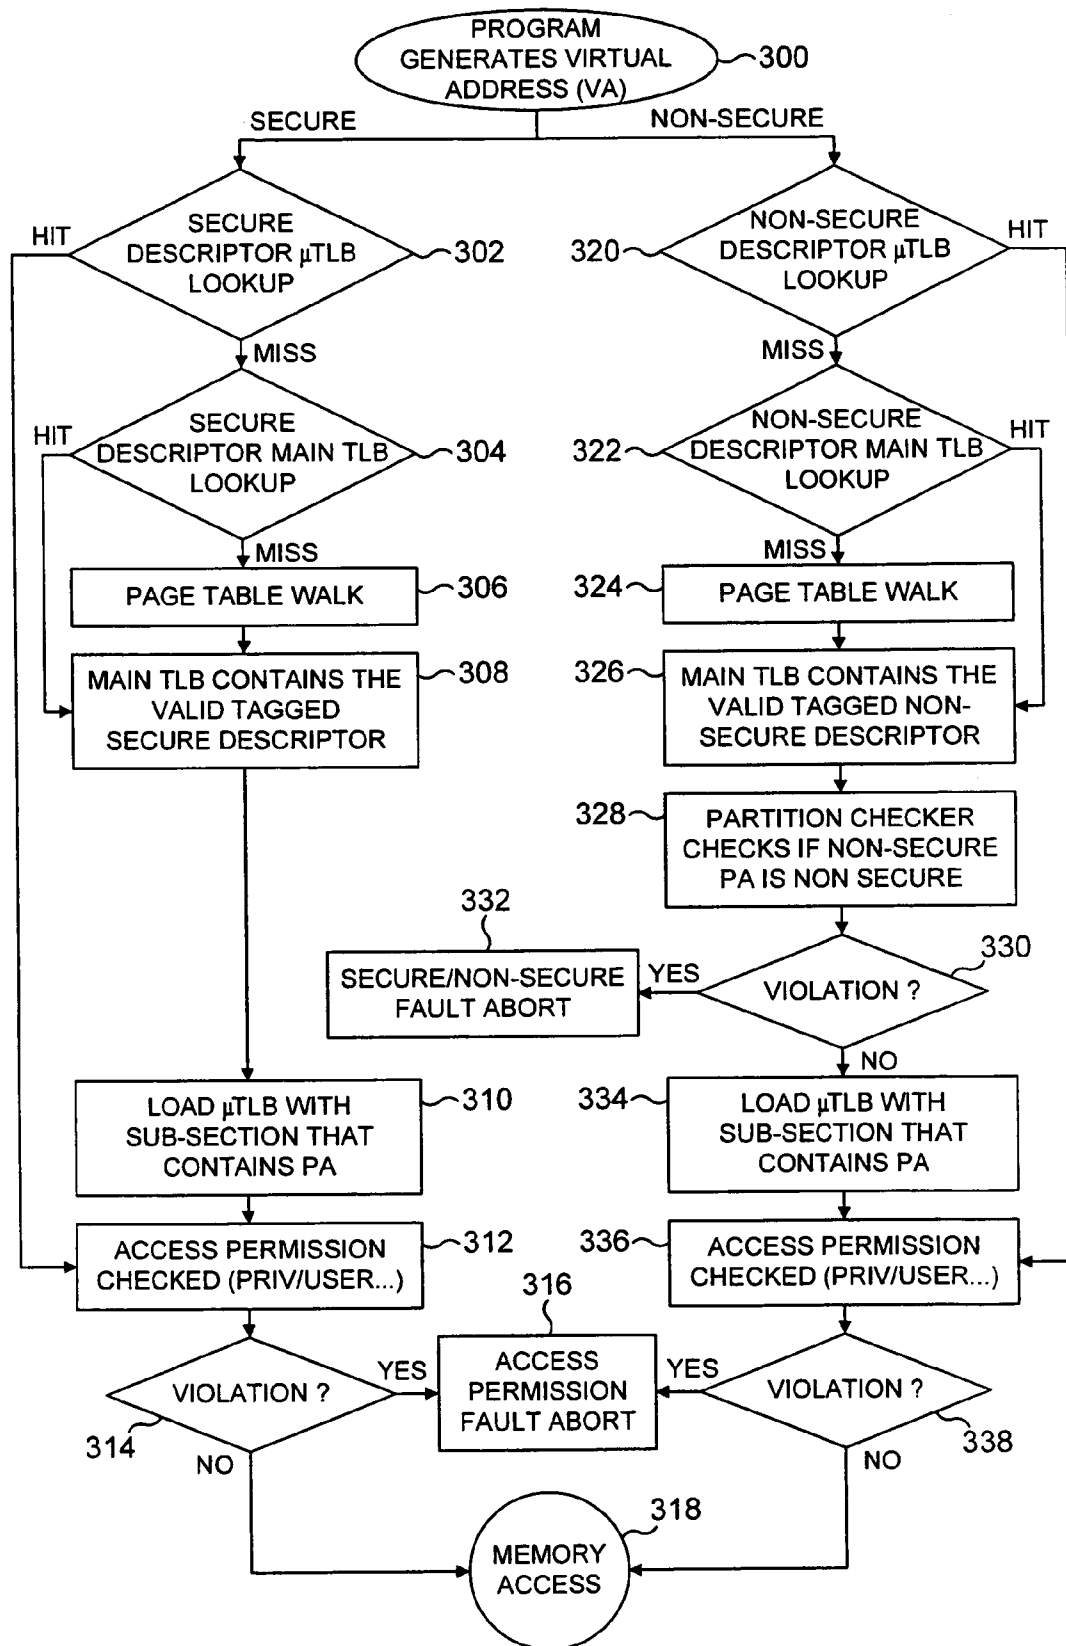 PROGRAM
GENERATES VIRTUAL
ADDRESS (VA)
300
SECURE
NON-SECURE
HIT
SECURE
DESCRIPTOR µTLB
LOOKUP
302
320
NON-SECURE
DESCRIPTOR µTLB
LOOKUP
HIT
MISS
MISS
HIT
SECURE
DESCRIPTOR MAIN TLB
LOOKUP
304
322
NON-SECURE
DESCRIPTOR MAIN TLB
LOOKUP
HIT
MISS
MISS
PAGE TABLE WALK
306
324
PAGE TABLE WALK
MAIN TLB CONTAINS THE
VALID TAGGED
SECURE DESCRIPTOR
308
326
MAIN TLB CONTAINS THE
VALID TAGGED NON-
SECURE DESCRIPTOR
328
PARTITION CHECKER
CHECKS IF NON-SECURE
PA IS NON SECURE
332
SECURE/NON-SECURE
FAULT ABORT
YES
VIOLATION ?
330
NO
LOAD µTLB WITH
SUB-SECTION THAT
CONTAINS PA
310
334
LOAD µTLB WITH
SUB-SECTION THAT
CONTAINS PA
ACCESS PERMISSION
CHECKED (PRIV/USER...)
312
336
ACCESS PERMISSION
CHECKED (PRIV/USER...)
316
VIOLATION ?
YES
ACCESS
PERMISSION
FAULT ABORT
YES
VIOLATION ?
314
NO
338
NO
318
MEMORY
ACCESS